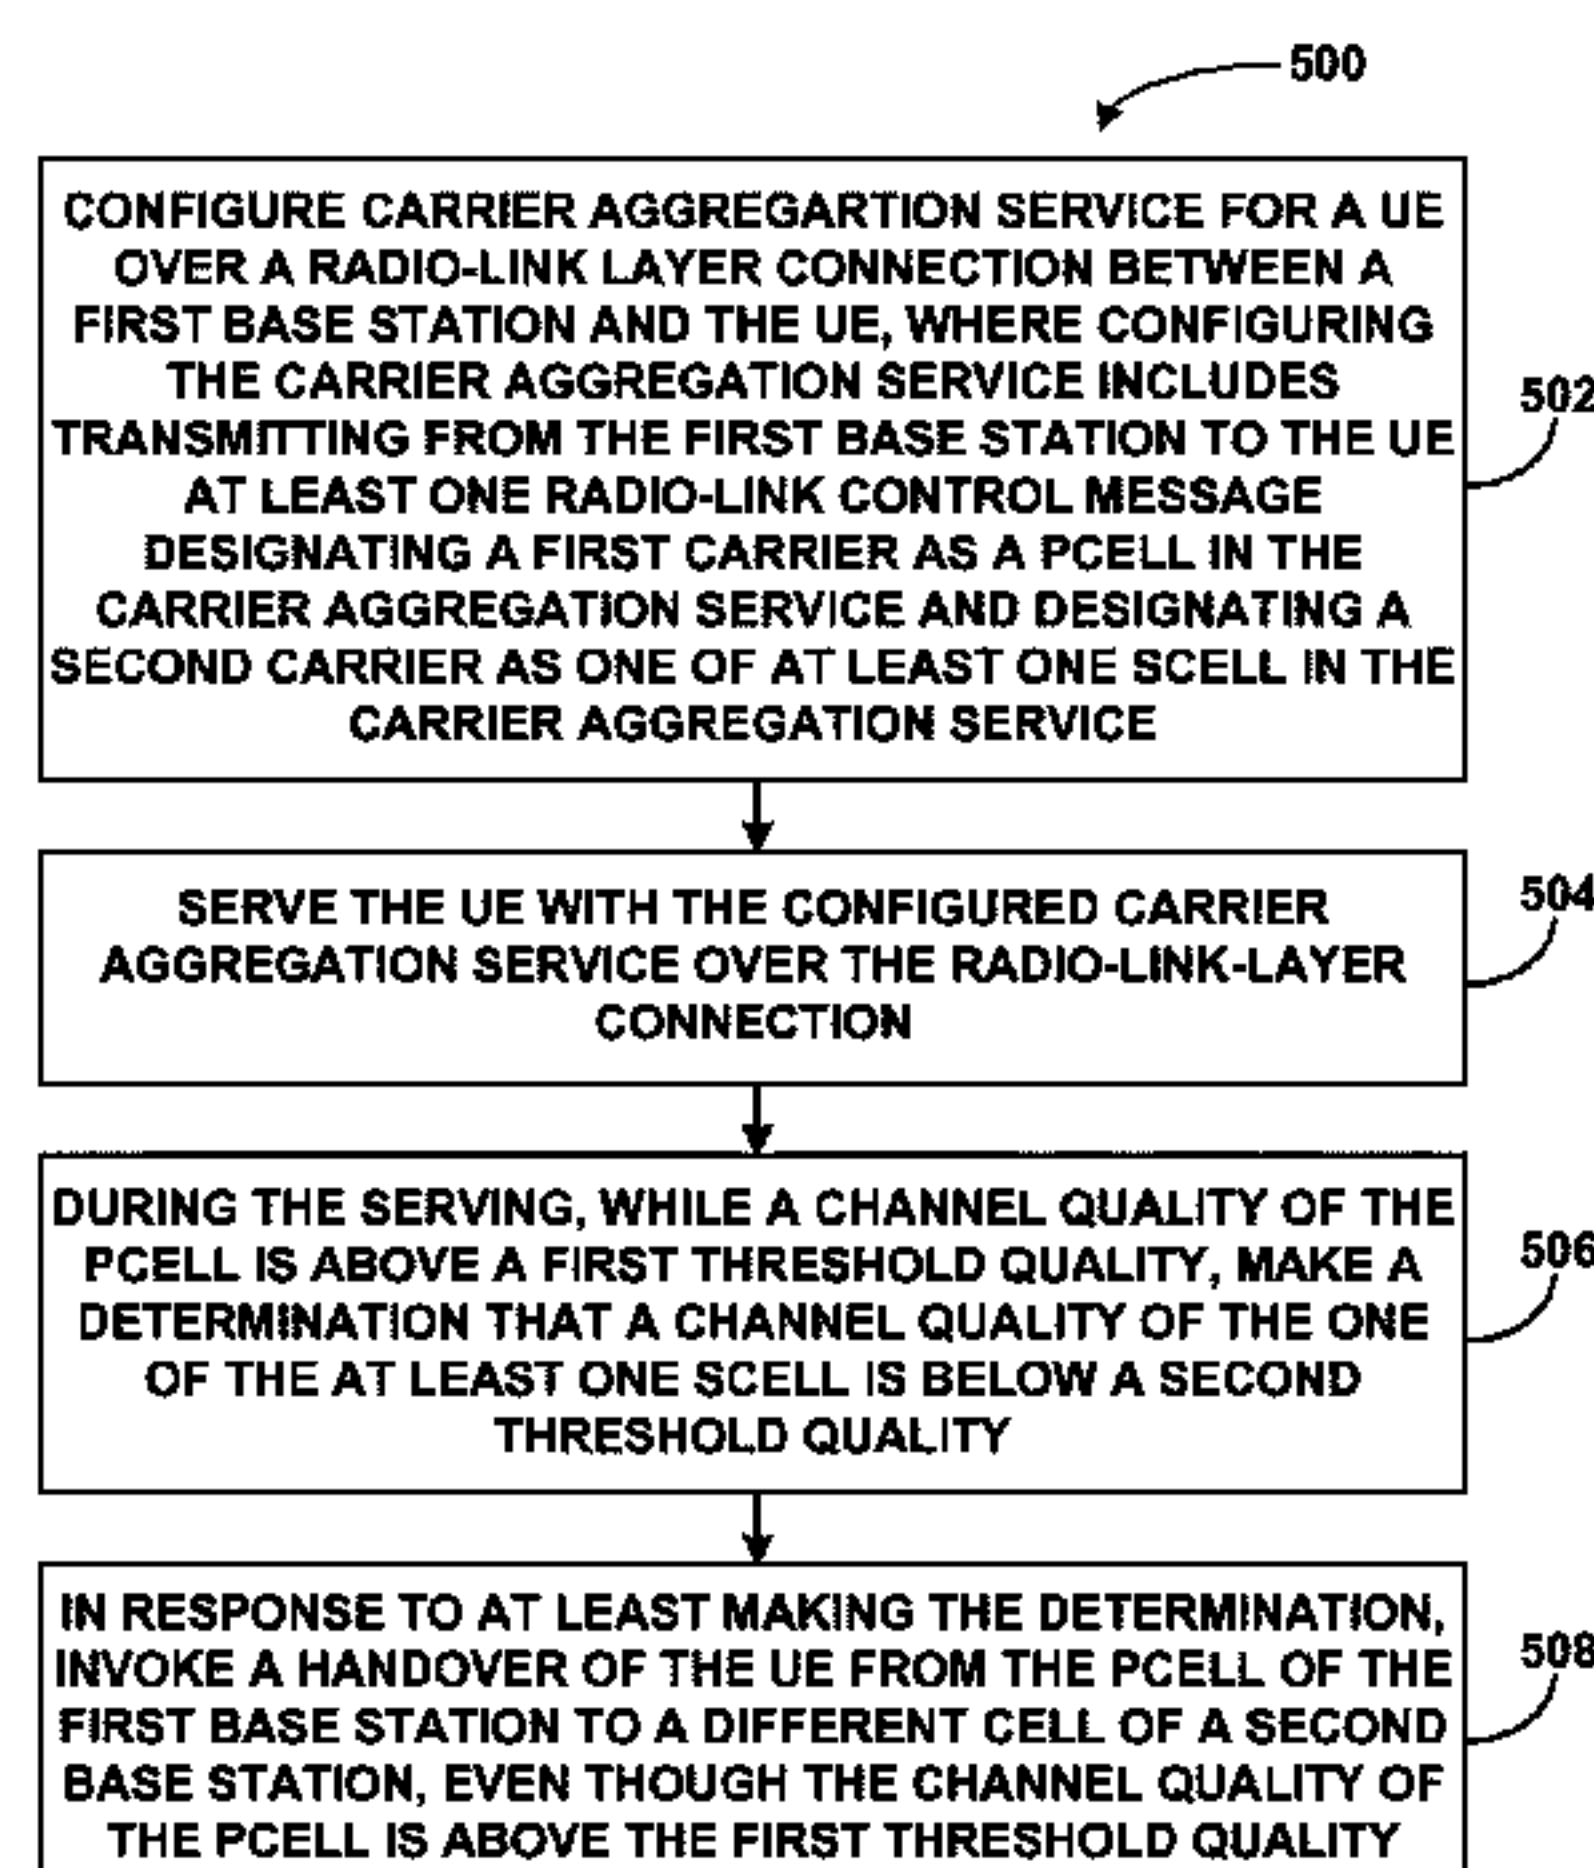 500
CONFIGURE CARRIER AGGREGARTION SERVICE FOR A UE
OVER A RADIO-LINK LAYER CONNECTION BETWEEN A
FIRST BASE STATION AND THE UE, WHERE CONFIGURING
THE CARRIER AGGREGATION SERVICE INCLUDES
TRANSMITTING FROM THE FIRST BASE STATION TO THE UE
AT LEAST ONE RADIO-LINK CONTROL MESSAGE
DESIGNATING A FIRST CARRIER AS A PCELL IN THE
CARRIER AGGREGATION SERVICE AND DESIGNATING A
SECOND CARRIER AS ONE OF AT LEAST ONE SCELL IN THE
CARRIER AGGREGATION SERVICE
502
SERVE THE UE WITH THE CONFIGURED CARRIER
AGGREGATION SERVICE OVER THE RADIO-LINK-LAYER
CONNECTION
504
DURING THE SERVING, WHILE A CHANNEL QUALITY OF THE
PCELL IS ABOVE A FIRST THRESHOLD QUALITY, MAKE A
DETERMINATION THAT A CHANNEL QUALITY OF THE ONE
OF THE AT LEAST ONE SCELL IS BELOW A SECOND
THRESHOLD QUALITY
506
IN RESPONSE TO AT LEAST MAKING THE DETERMINATION,
INVOKE A HANDOVER OF THE UE FROM THE PCELL OF THE
FIRST BASE STATION TO A DIFFERENT CELL OF A SECOND
BASE STATION, EVEN THOUGH THE CHANNEL QUALITY OF
THE PCELL IS ABOVE THE FIRST THRESHOLD QUALITY
508